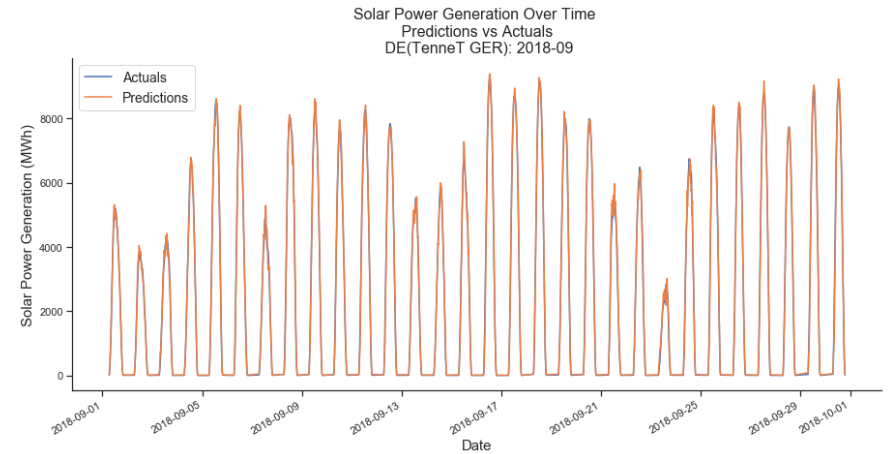 Solar Power Generation Over Time
Predictions vs Actuals
DE(TenneT GER): 2018-09
Actuals
Predictions
Solar Power Generation (MWh)
8000
6000
4000
2000
0
2018-09-01
2018-09-05
2018-09-09
2018-09-13
2018-09-17
2018-09-21
2018-09-25
2018-09-29
2018-10-01
Date